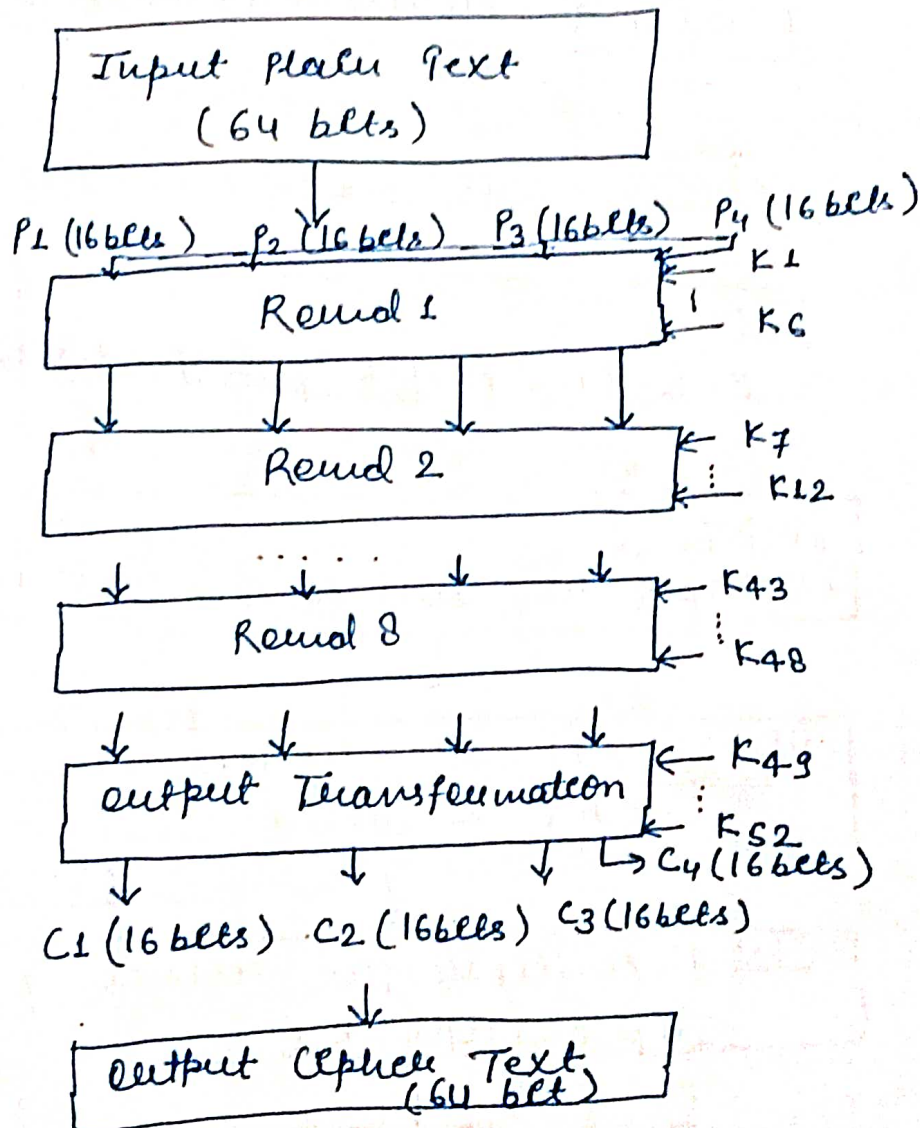 Input Plain Text
(64 bits)
P1 (16 bits) P2 (16 bits) P3 (16 bits) P4 (16 bits)
K1
Round 1
K6
K7
Round 2
K12
K43
Round 8
K48
K49
Output Transformation
K52
C4 (16 bits)
C1 (16 bits) C2 (16 bits) C3 (16 bits)
Output Cipher Text
(64 bit)